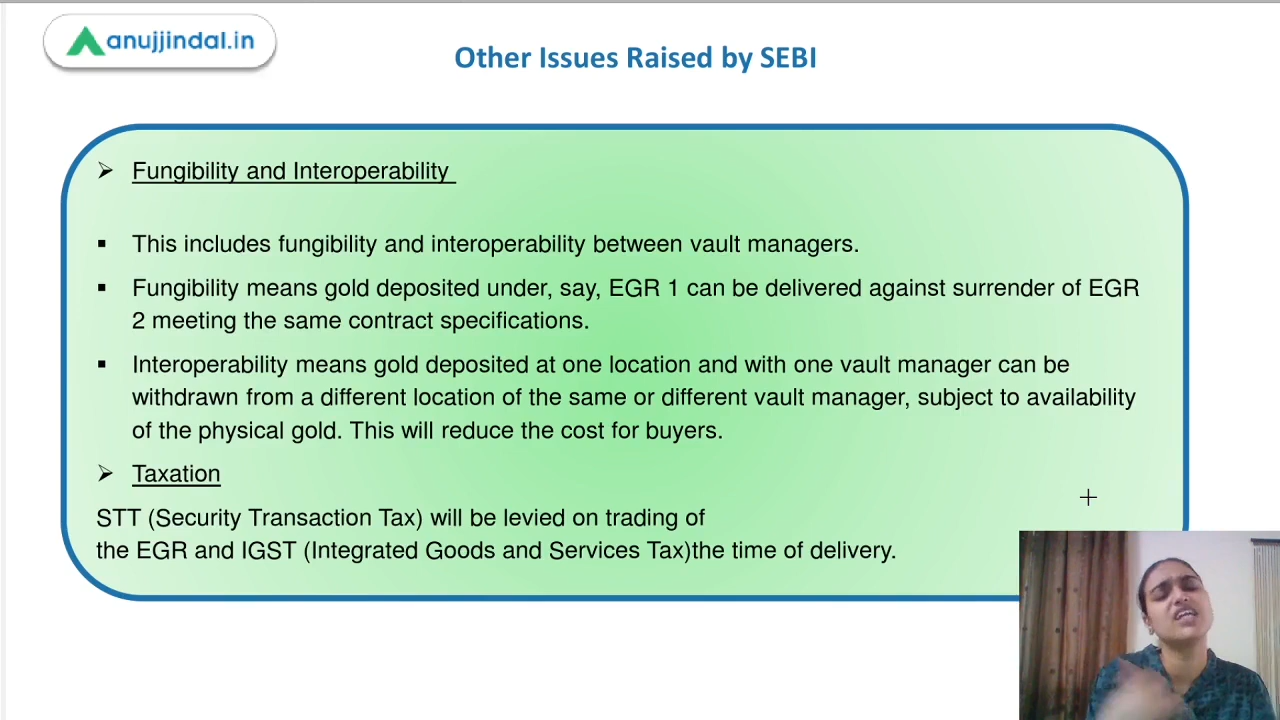 anujjindal.in
Other Issues Raised by SEBI
Fungibility and Interoperability
This includes fungibility and interoperability between vault managers.
Fungibility means gold deposited under, say, EGR 1 can be delivered against surrender of EGR
2 meeting the same contract specifications.
Interoperability means gold deposited at one location and with one vault manager can be
withdrawn from a different location of the same or different vault manager, subject to availability
of the physical gold. This will reduce the cost for buyers.
Taxation
STT (Security Transaction Tax) will be levied on trading of
the EGR and IGST (Integrated Goods and Services Tax)the time of delivery.